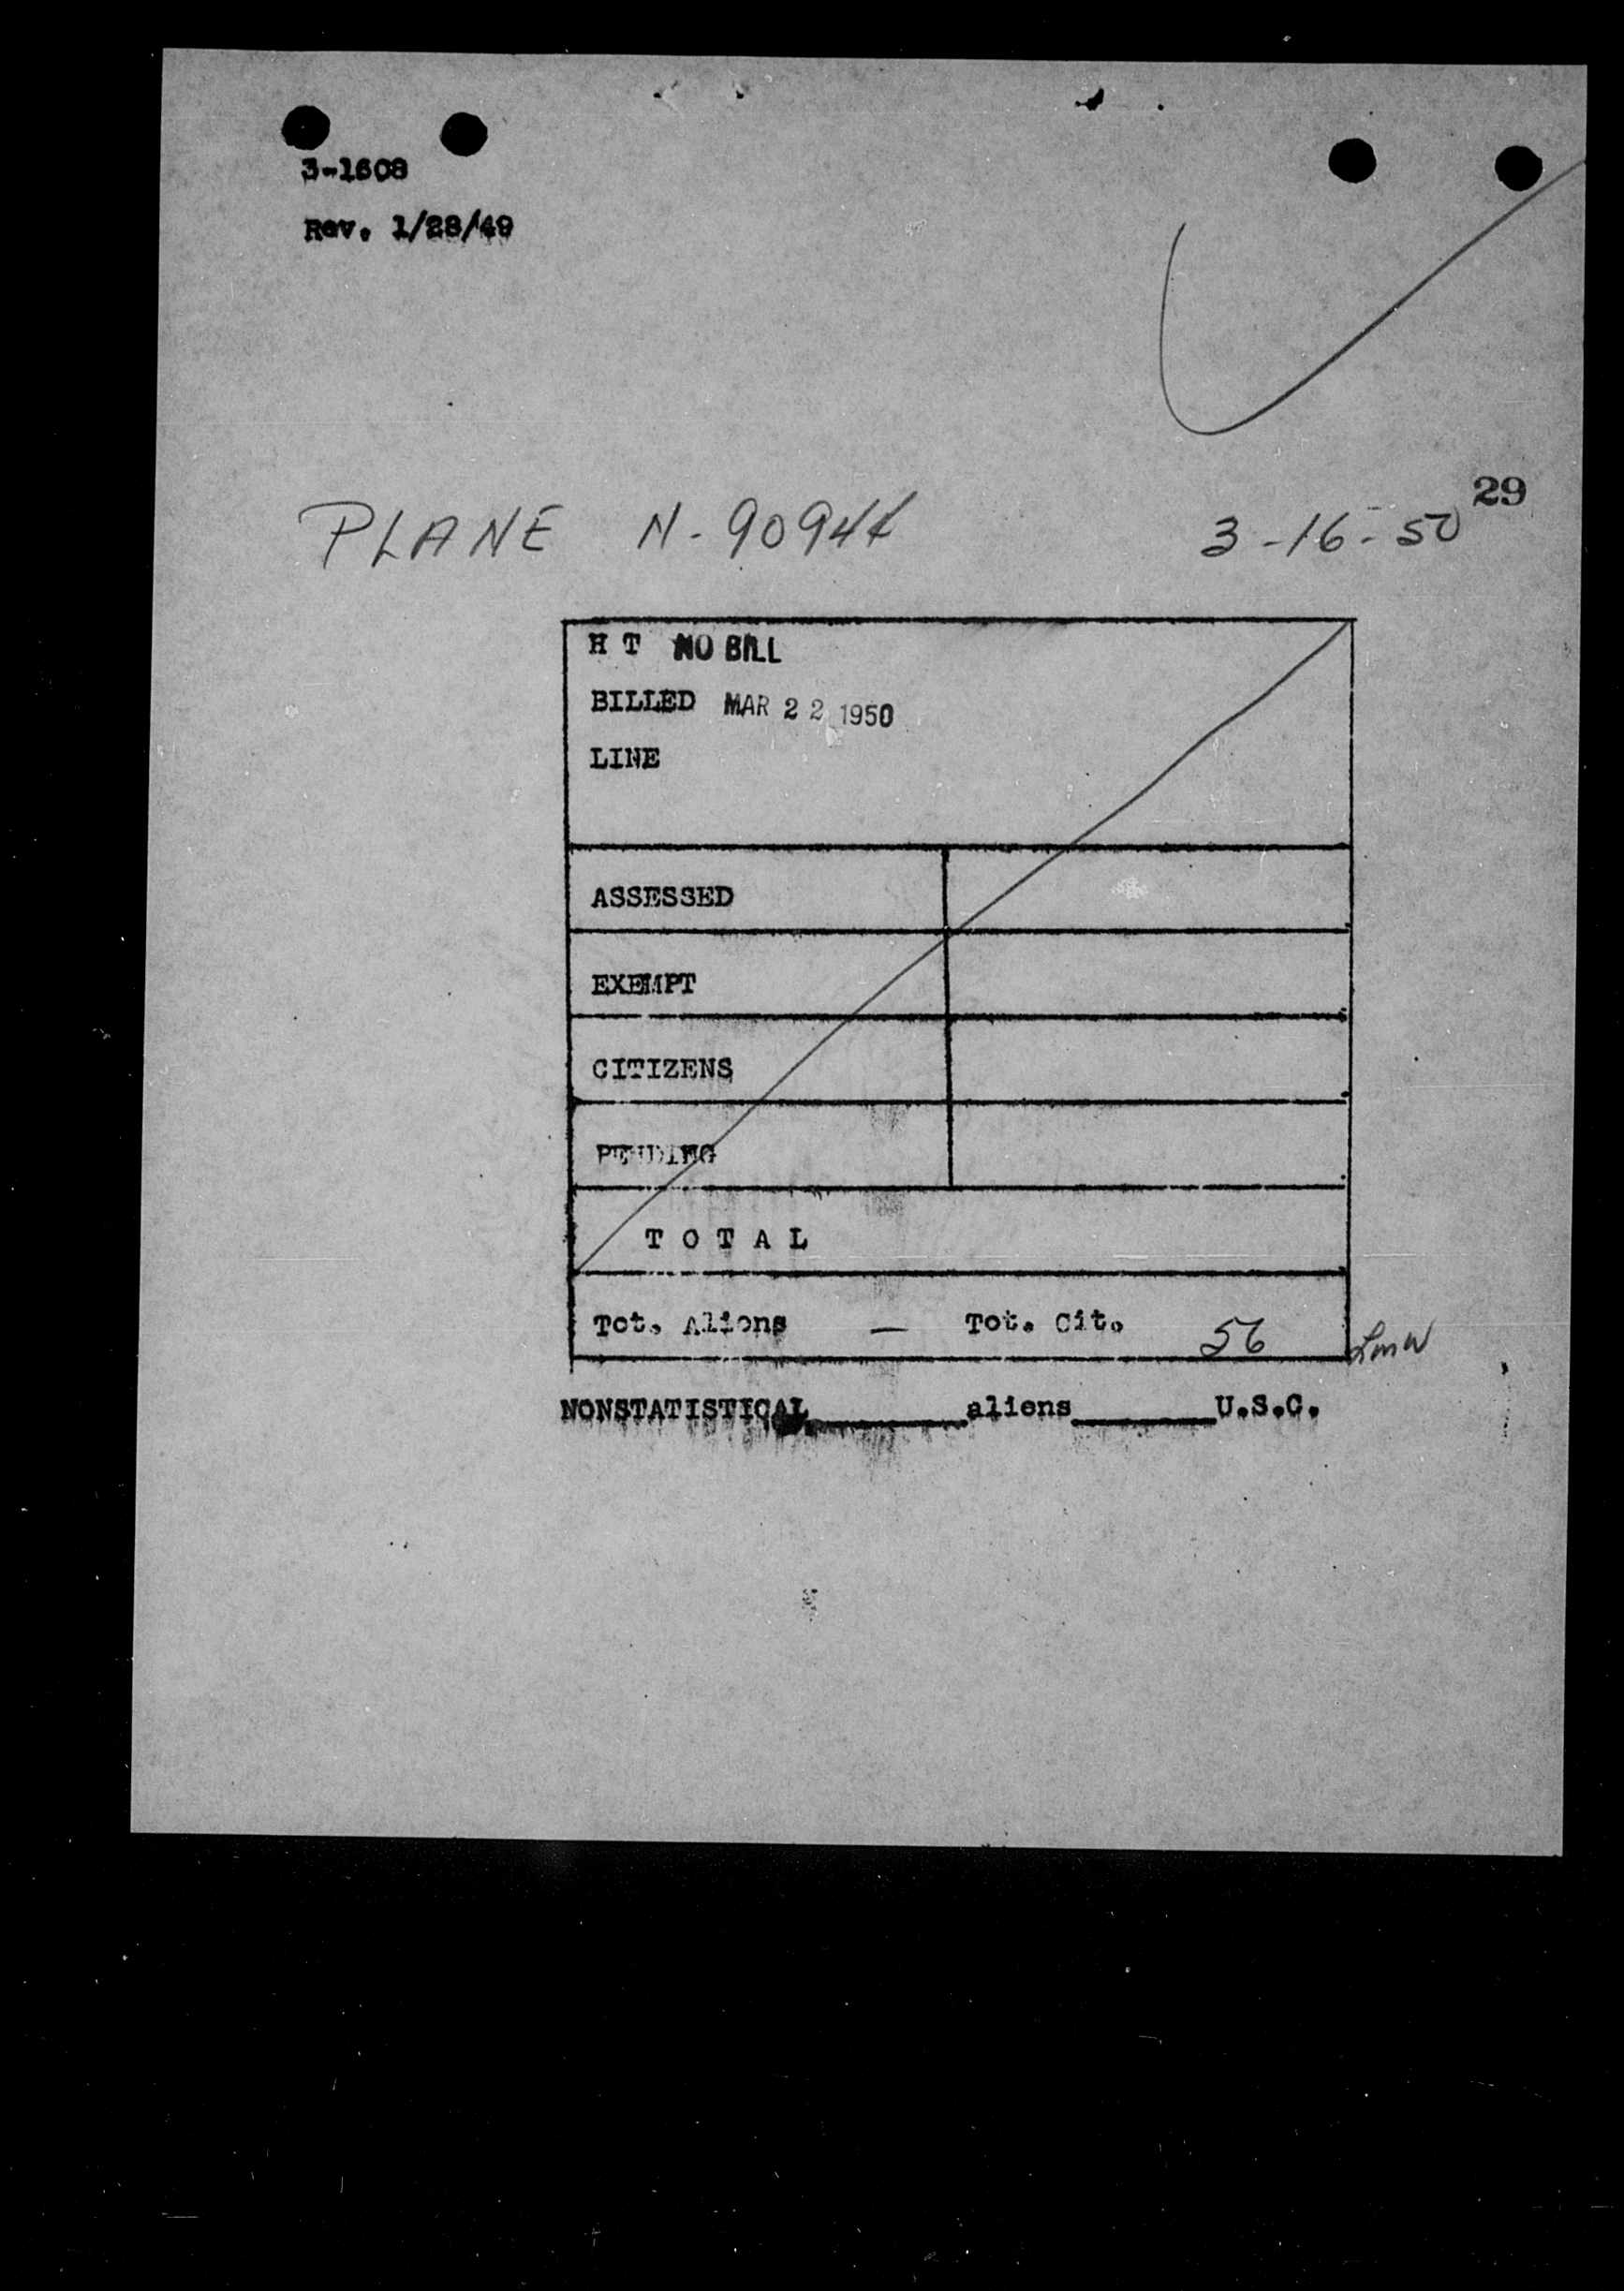 3-1608
Rev. 1/28/49
29
PLANE N-90944 3-16-50
H T NO BILL
BILLED MAR 22 1950
LINE
ASSESSED
EXEMPT
CITIZENS
PENDING
T O T A L
Tot. Aliens — Tot. Cit. 56
NONSTATISTICAL aliens U.S.C.